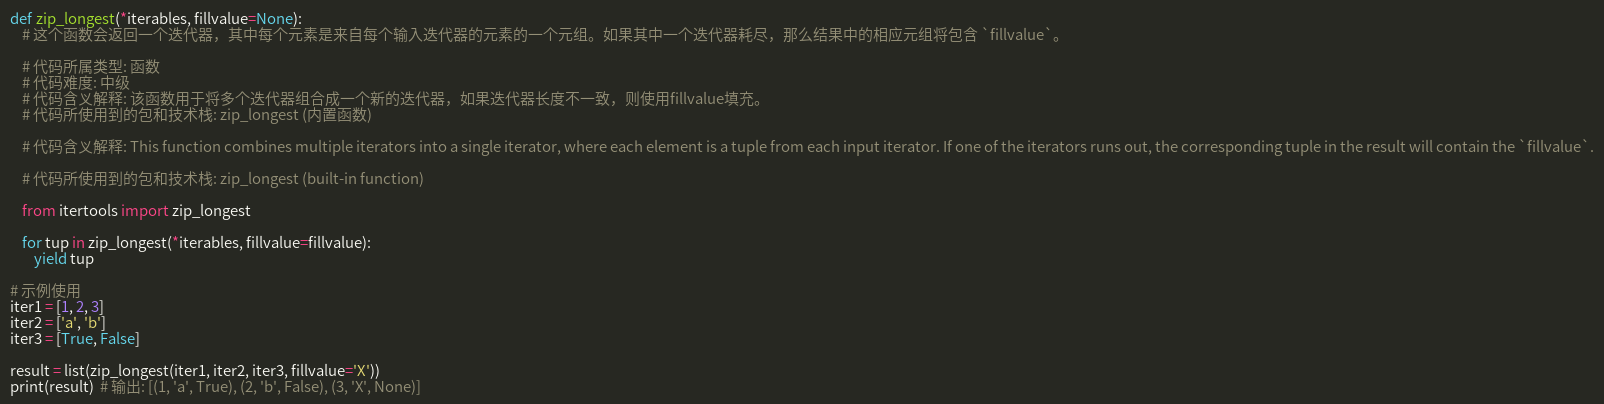 def zip_longest(*iterables, fillvalue=None):
# 这个函数会返回一个迭代器，其中每个元素是来自每个输入迭代器的元素的一个元组。如果其中一个迭代器耗尽，那么结果中的相应元组将包含 `fillvalue`。
# 代码所属类型: 函数
# 代码难度: 中级
# 代码含义解释: 该函数用于将多个迭代器组合成一个新的迭代器，如果迭代器长度不一致，则使用fillvalue填充。
# 代码所使用到的包和技术栈: zip_longest (内置函数)
# 代码含义解释: This function combines multiple iterators into a single iterator, where each element is a tuple from each input iterator. If one of the iterators runs out, the corresponding tuple in the result will contain the `fillvalue`.
# 代码所使用到的包和技术栈: zip_longest (built-in function)
from itertools import zip_longest
for tup in zip_longest(*iterables, fillvalue=fillvalue):
yield tup
# 示例使用
iter1 = [1, 2, 3]
iter2 = ['a', 'b']
iter3 = [True, False]
result = list(zip_longest(iter1, iter2, iter3, fillvalue='X'))
print(result)  # 输出: [(1, 'a', True), (2, 'b', False), (3, 'X', None)]